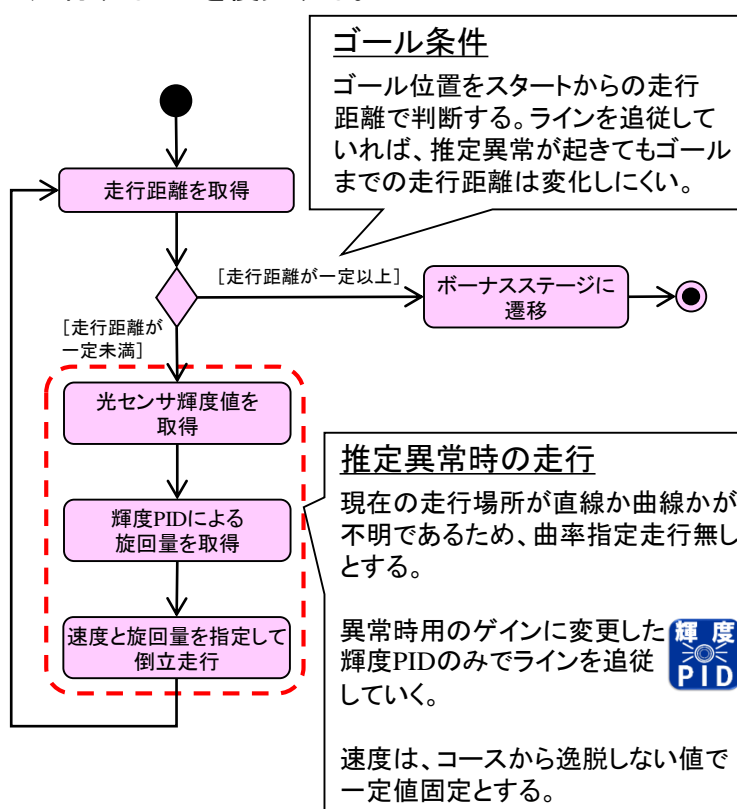 ゴール条件
ゴール位置をスタートからの走行
距離で判断する。ラインを追従して
いれば、推定異常が起きてもゴール
までの走行距離は変化しにくい。
走行距離を取得
[走行距離が一定以上]
ボーナスステージに
遷移
[走行距離が
一定未満]
光センサ輝度値を
取得
輝度PIDによる
旋回量を取得
速度と旋回量を指定して
倒立走行
推定異常時の走行
現在の走行場所が直線か曲線かが
不明であるため、曲率指定走行無し
とする。
異常時用のゲインに変更した
輝度PIDのみでラインを追従
していく。
輝度
PID
速度は、コースから逸脱しない値で
一定値固定とする。